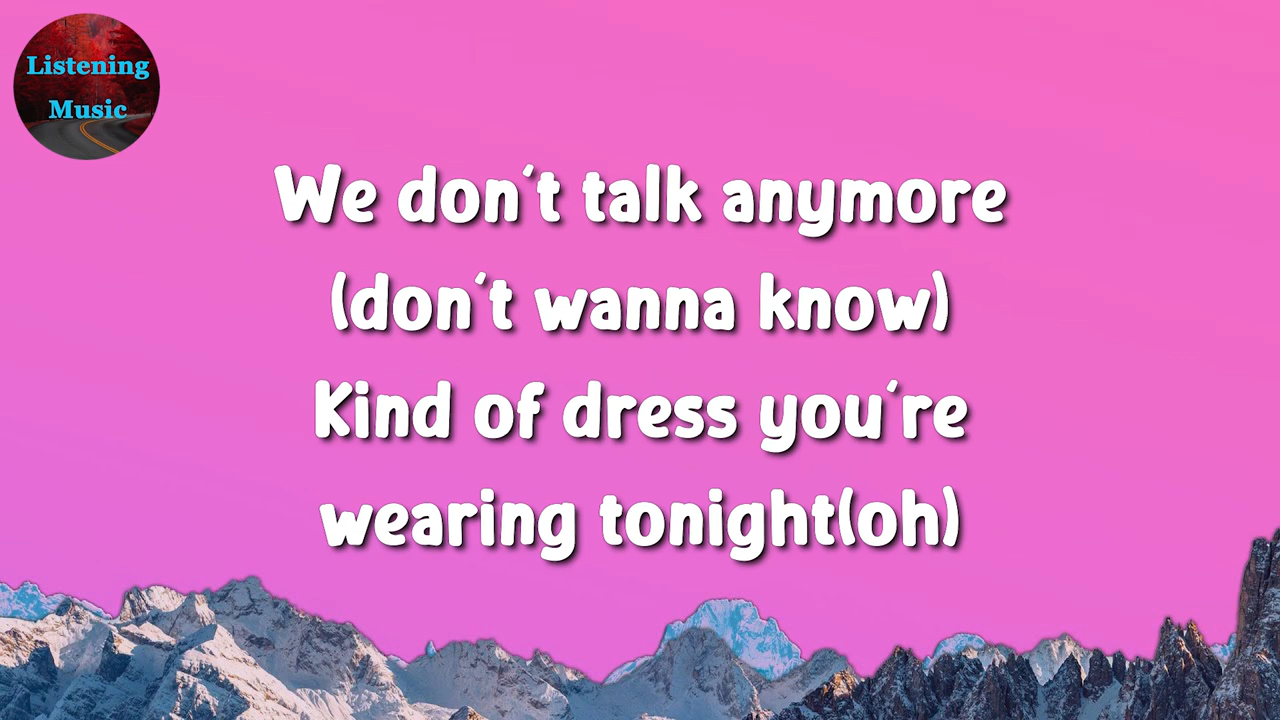 Listening
Music
We don't talk anymore
(don't wanna know)
Kind of dress you're
wearing tonight(oh)